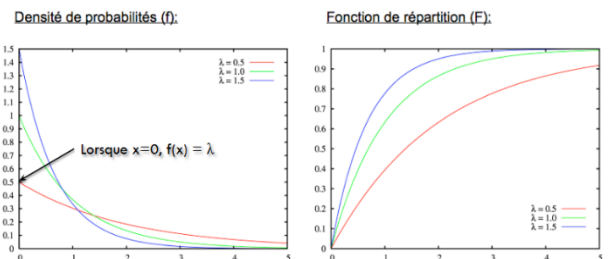 Densité de probabilités (f):
1.5
1.4
1.3
1.2
1.1
1
0.9
0.8
0.7
0.6
0.5
0.4
0.3
0.2
0.1
0
0 1 2 3 4 5
λ = 0.5
λ = 1.0
λ = 1.5
Lorsque x=0, f(x) = λ
Fonction de répartition (F):
1
0.9
0.8
0.7
0.6
0.5
0.4
0.3
0.2
0.1
0
0 1 2 3 4 5
λ = 0.5
λ = 1.0
λ = 1.5